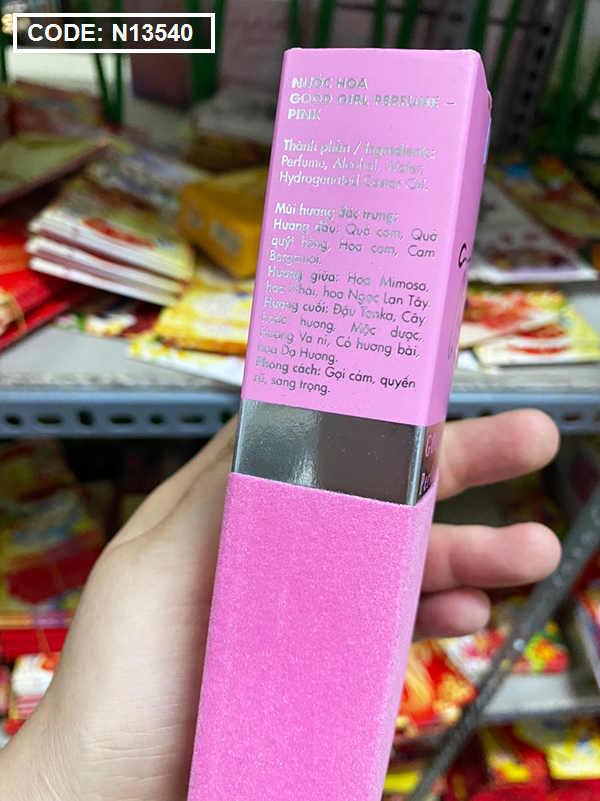 CODE: N13540
NƯỚC HOA
GOOD GIRL PERFUME –
PINK
Thành phần / Ingredients:
Perfume, Alcohol, Water,
Hydrogenated Castor Oil.
Mùi hương đặc trưng:
Hương đầu: Quả cam, Quả
quýt hồng, Hoa cam, Cam
Bergamot.
Hương giữa: Hoa Mimosa,
hoa Nhài, hoa Ngọc Lan Tây.
Hương cuối: Đậu Tonka, Cây
hoắc hương, Mộc dược,
Hương Va ni, Cỏ hương bài,
hoa Dạ Hương.
Phong cách: Gợi cảm, quyến
rũ, sang trọng.